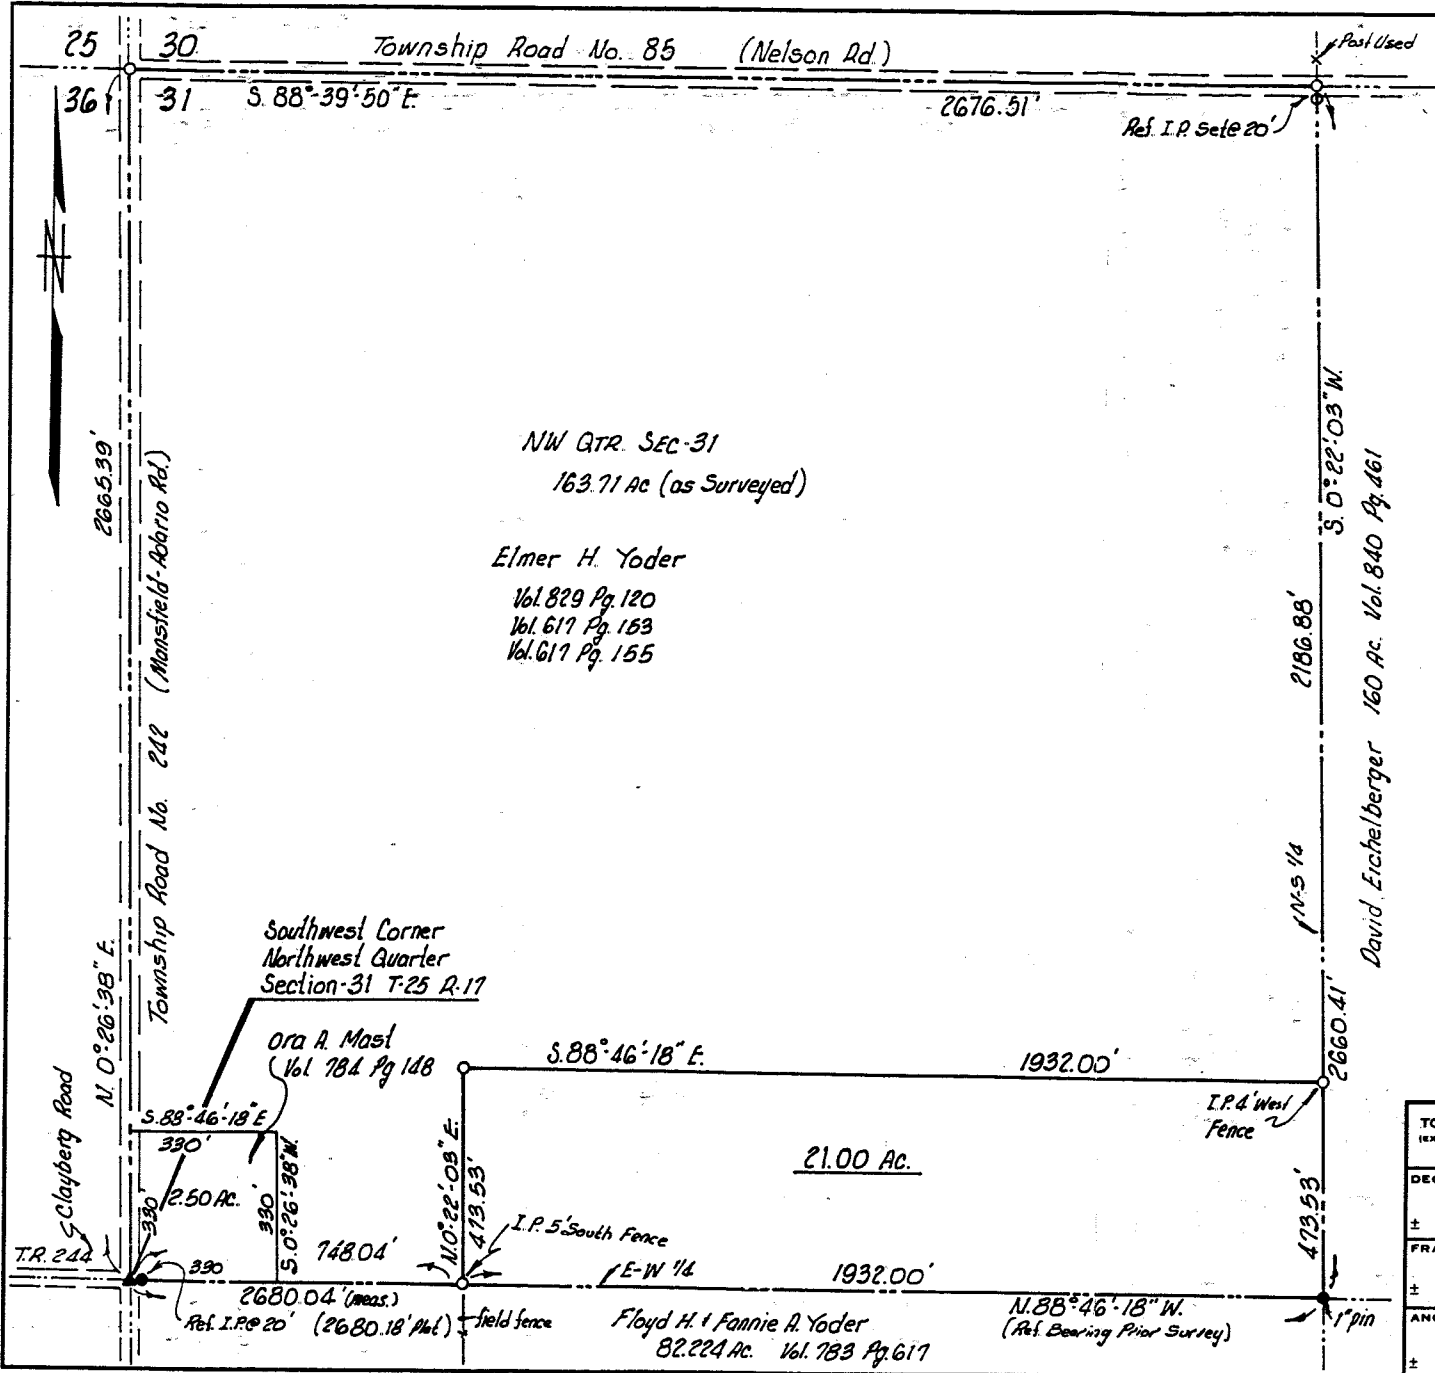 25 30
Township Road No. 85 (Nelson Rd.)
Post Used
36 31
S. 88°-39'-50" E.
2676.51'
Ref. I.P. Set@20'
N
2665.39'
N. 0°26'-38" E.
Township Road No. 242 (Mansfield-Adario Rd.)
NW QTR. SEC-31
163.71 Ac (as Surveyed)
Elmer H. Yoder
Vol. 829 Pg. 120
Vol. 617 Pg. 153
Vol. 617 Pg. 155
S. 0°-22'-03" W.
2186.88'
N-S 1/4
2660.41'
David Eichelberger 160 Ac. Vol. 840 Pg. 461
Southwest Corner
Northwest Quarter
Section-31 T-25 R-17
Ora A. Mast
Vol. 784 Pg 148
S. 88°-46'-18" E.
1932.00'
I.P. 4' West
Fence
S. 88°-46'-18" E
330'
2.50 Ac.
330'
330'
S. 0°-26'-38" W.
Clayberg Road
T.R. 244
330
748.04'
N. 0°-22'-03" E.
473.53'
21.00 Ac.
473.53'
I.P. 5' South Fence
E-W 1/4
1932.00'
2680.04' (meas.)
Ref. I.P.@20' (2680.18' Plat)
field fence
Floyd H. & Fannie A. Yoder
82.224 Ac. Vol. 783 Pg. 617
N. 88°-46'-18" W.
(Ref. Bearing Prior Survey)
1" pin
±
±
±